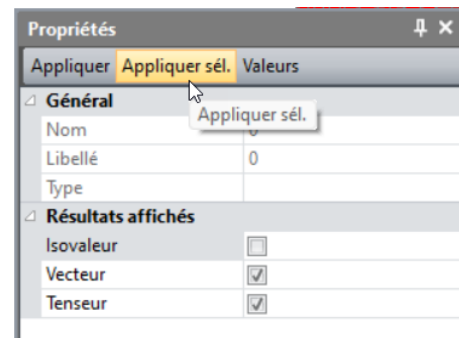 Propriétés
Appliquer Appliquer sél. Valeurs
Général
Appliquer sél.
Nom
Libellé 0
Type
Résultats affichés
Isovaleur
Vecteur
Tenseur